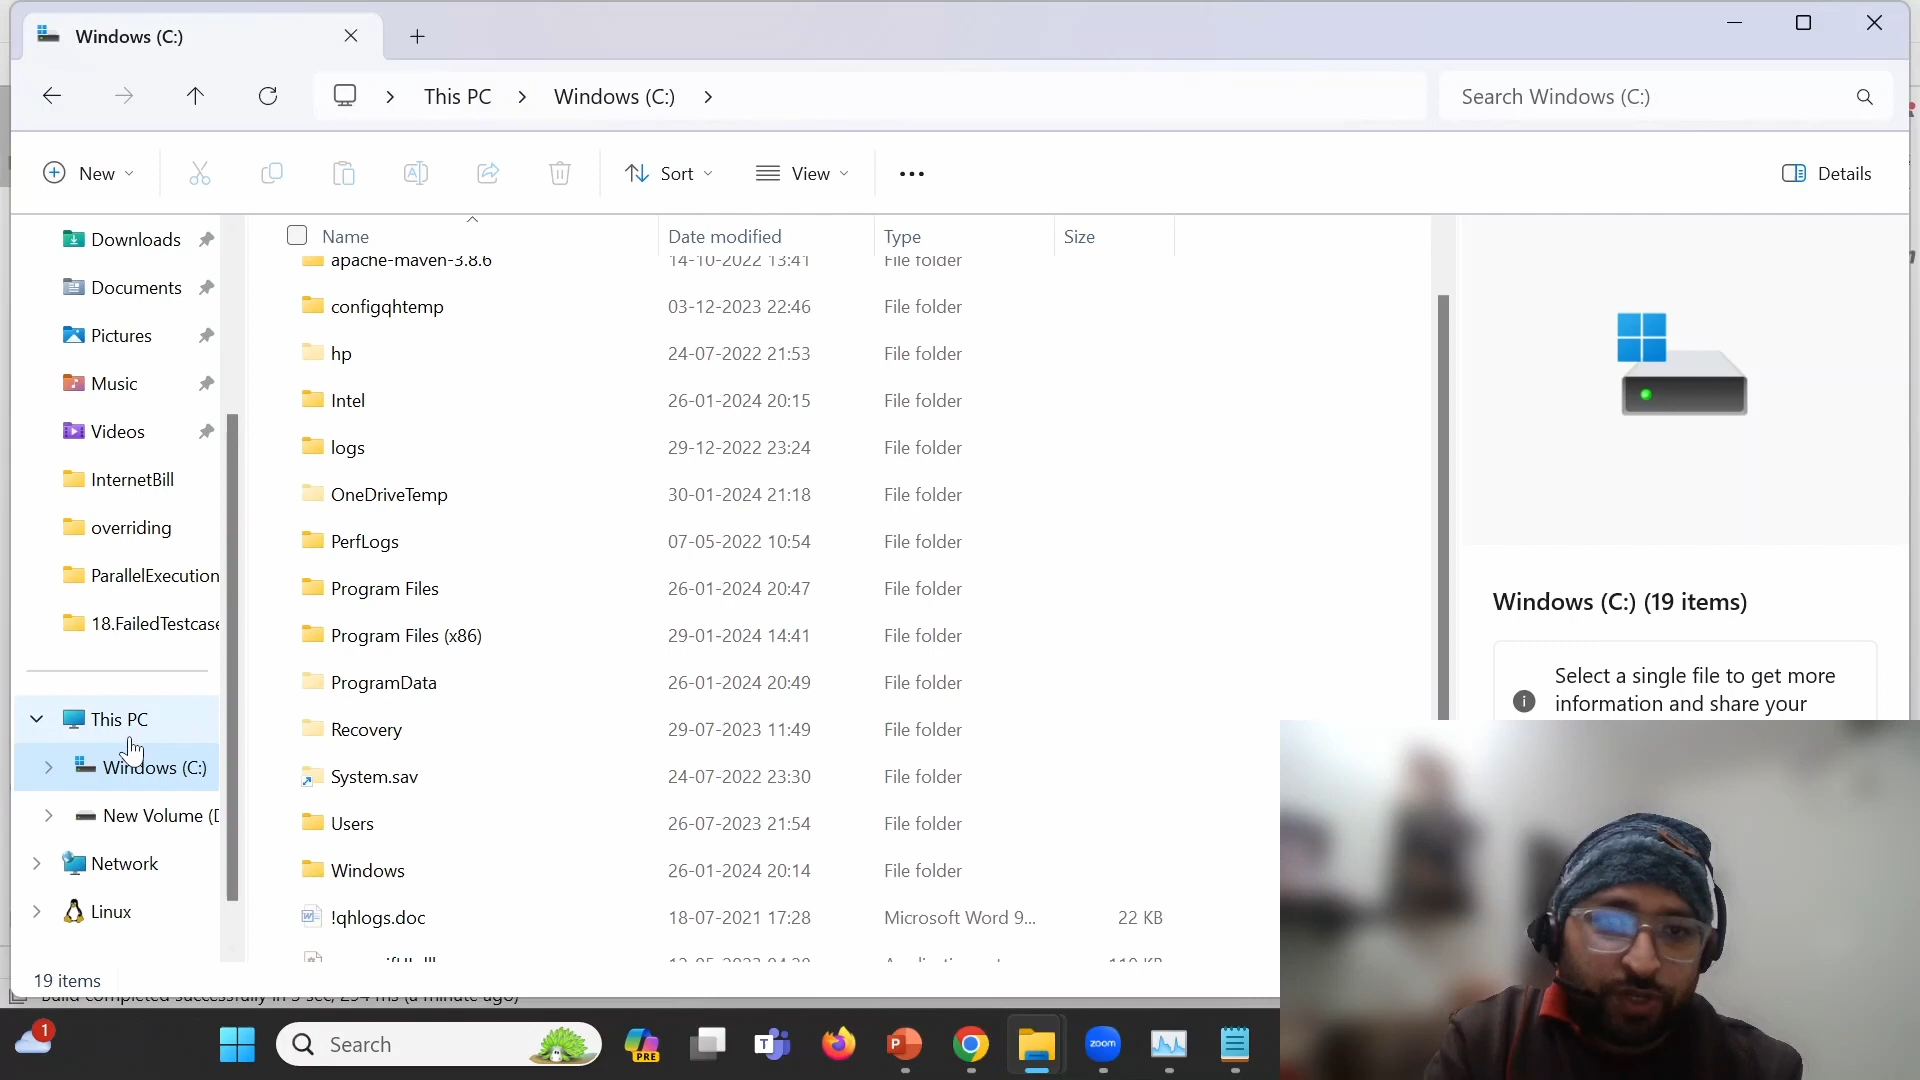 Windows (C:)
This PC
Windows (C:)
Search Windows (C:)
New
Sort
View
Details
Downloads
Documents
Pictures
Music
Videos
InternetBill
overriding
ParallelExecution
18.FailedTestcase
This PC
Windows (C:)
New Volume (D
Network
Linux
Name Date modified Type Size
apache-maven-3.8.6 14-10-2022 13:41 File folder
configqhtemp 03-12-2023 22:46 File folder
hp 24-07-2022 21:53 File folder
Intel 26-01-2024 20:15 File folder
logs 29-12-2022 23:24 File folder
OneDriveTemp 30-01-2024 21:18 File folder
PerfLogs 07-05-2022 10:54 File folder
Program Files 26-01-2024 20:47 File folder
Program Files (x86) 29-01-2024 14:41 File folder
ProgramData 26-01-2024 20:49 File folder
Recovery 29-07-2023 11:49 File folder
System.sav 24-07-2022 23:30 File folder
Users 26-07-2023 21:54 File folder
Windows 26-01-2024 20:14 File folder
!qhlogs.doc 18-07-2021 17:28 Microsoft Word 9... 22 KB
Windows (C:) (19 items)
Select a single file to get more
information and share your
19 items
1
Search
PRE
zoom